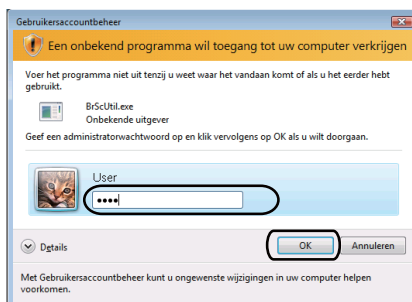 Gebruikersaccountbeheer
Een onbekend programma wil toegang tot uw computer verkrijgen
Voer het programma niet uit tenzij u weet waar het vandaan komt of als u het eerder hebt
gebruikt.
BrScUtil.exe
Onbekende uitgever
Geef een administratorwachtwoord op en klik vervolgens op OK als u wilt doorgaan.
User
••••
Details
OK
Annuleren
Met Gebruikersaccountbeheer kunt u ongewenste wijzigingen in uw computer helpen
voorkomen.